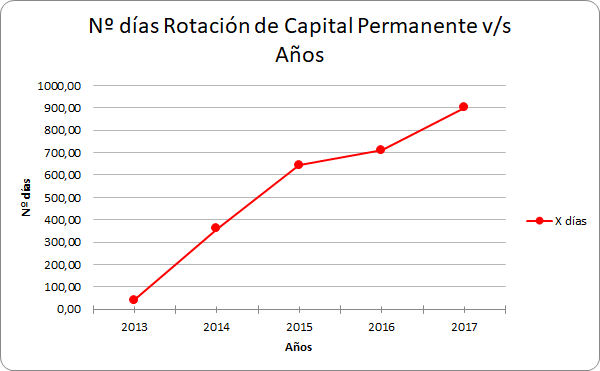 Nº días Rotación de Capital Permanente v/s
Años
1000,00
900,00
800,00
700,00
600,00
500,00
400,00
300,00
200,00
100,00
0,00
Nº días
2013 2014 2015 2016 2017
Años
X días